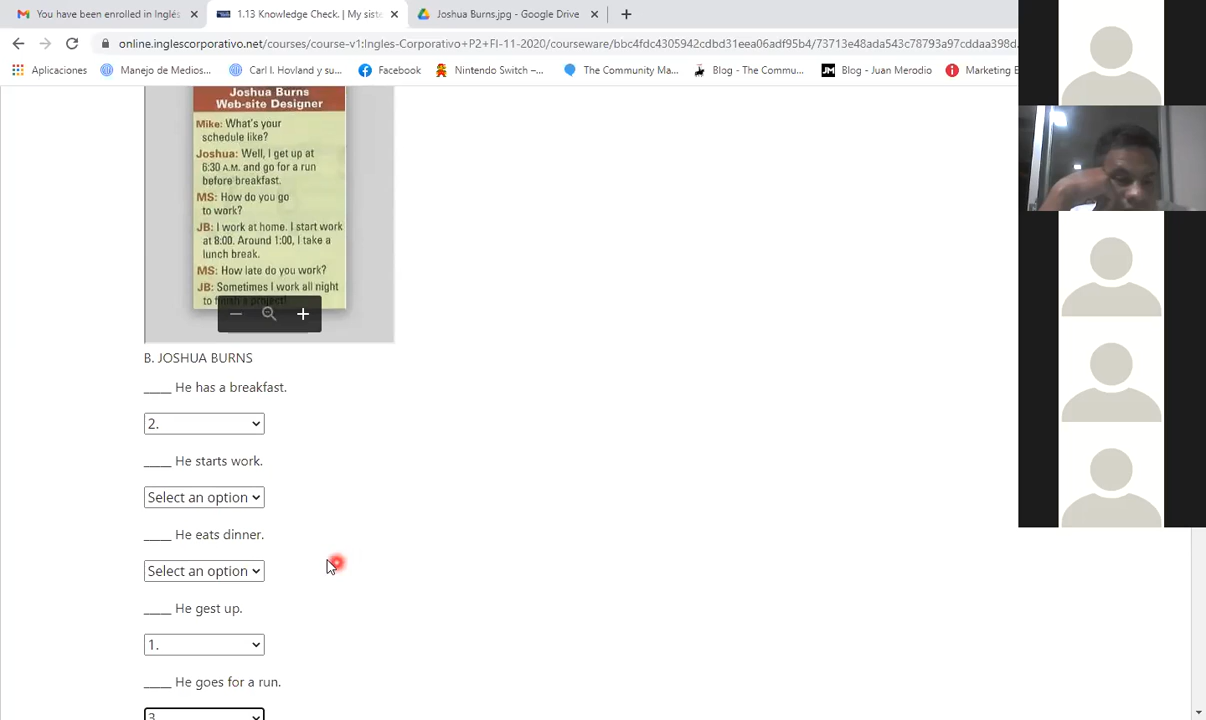 You have been enrolled in Inglés
1.13 Knowledge Check. | My siste
Joshua Burns.jpg - Google Drive
online.inglescorporativo.net/courses/course-v1:Ingles-Corporativo+P2+FI-11-2020/courseware/bbc4fdc4305942cdbd31eea06adf95b4/73713e48ada543c78793a97cddaa398d
Aplicaciones
Manejo de Medios...
Carl I. Hovland y su...
Facebook
Nintendo Switch –...
The Community Ma...
Blog - The Commu...
JM Blog - Juan Merodio
Marketing E
Joshua Burns
Web-site Designer
Mike: What's your
schedule like?
Joshua: Well, I get up at
6:30 A.M. and go for a run
before breakfast.
MS: How do you go
to work?
JB: I work at home. I start work
at 8:00. Around 1:00, I take a
lunch break.
MS: How late do you work?
JB: Sometimes I work all night
to finish a project!
B. JOSHUA BURNS
____ He has a breakfast.
2.
____ He starts work.
Select an option
____ He eats dinner.
Select an option
____ He gest up.
1.
____ He goes for a run.
3.